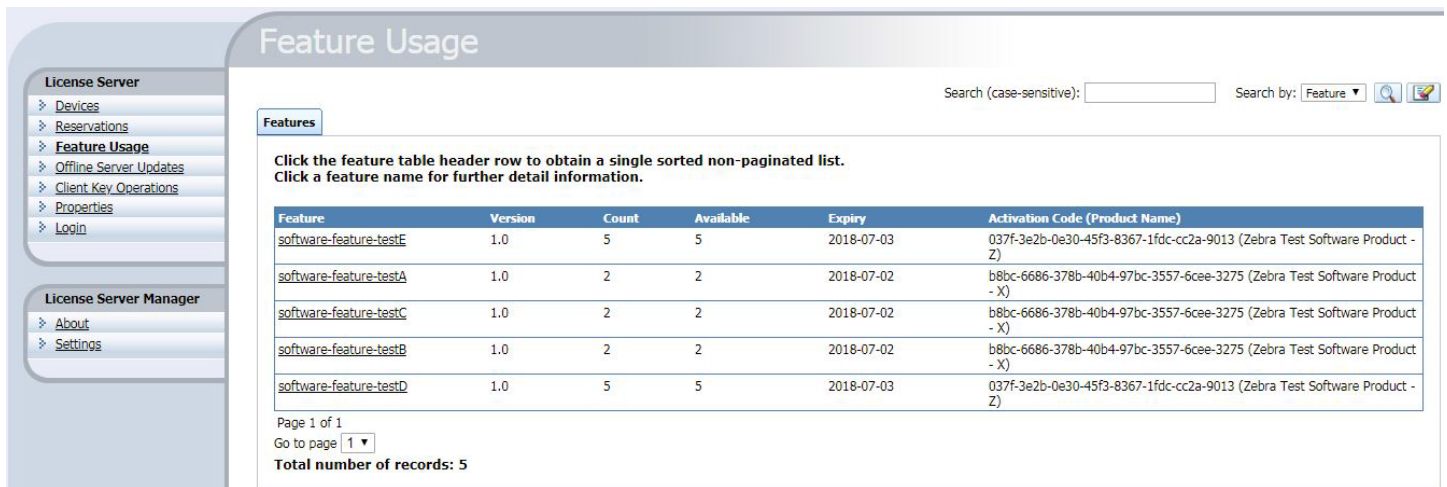 Feature Usage
License Server
Devices
Reservations
Feature Usage
Offline Server Updates
Client Key Operations
Properties
Login
License Server Manager
About
Settings
Search (case-sensitive): Search by: Feature
Features
Click the feature table header row to obtain a single sorted non-paginated list.
Click a feature name for further detail information.
Feature Version Count Available Expiry Activation Code (Product Name)
software-feature-testE 1.0 5 5 2018-07-03 037f-3e2b-0e30-45f3-8367-1fdc-cc2a-9013 (Zebra Test Software Product -
Z)
software-feature-testA 1.0 2 2 2018-07-02 b8bc-6686-378b-40b4-97bc-3557-6cee-3275 (Zebra Test Software Product
- X)
software-feature-testC 1.0 2 2 2018-07-02 b8bc-6686-378b-40b4-97bc-3557-6cee-3275 (Zebra Test Software Product
- X)
software-feature-testB 1.0 2 2 2018-07-02 b8bc-6686-378b-40b4-97bc-3557-6cee-3275 (Zebra Test Software Product
- X)
software-feature-testD 1.0 5 5 2018-07-03 037f-3e2b-0e30-45f3-8367-1fdc-cc2a-9013 (Zebra Test Software Product -
Z)
Page 1 of 1
Go to page 1
Total number of records: 5